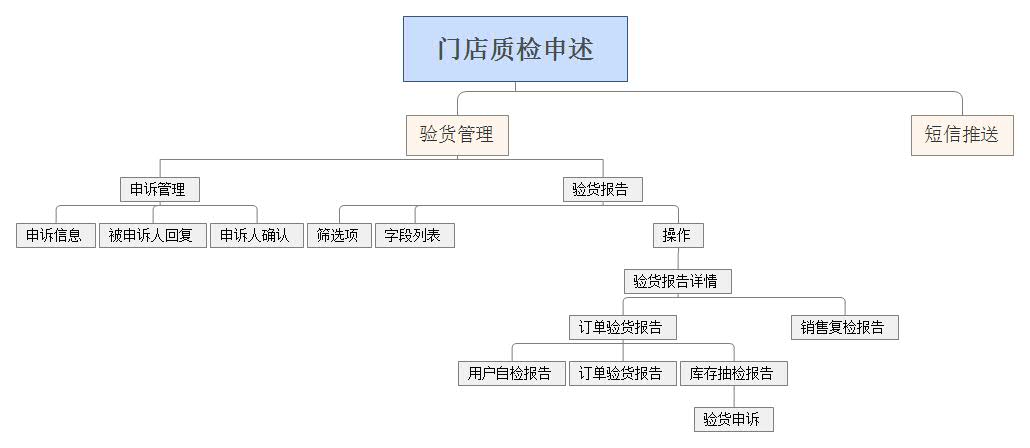 门店质检申述
验货管理
短信推送
申诉管理
验货报告
申诉信息
被申诉人回复
申诉人确认
筛选项
字段列表
操作
验货报告详情
订单验货报告
销售复检报告
用户自检报告
订单验货报告
库存抽检报告
验货申诉